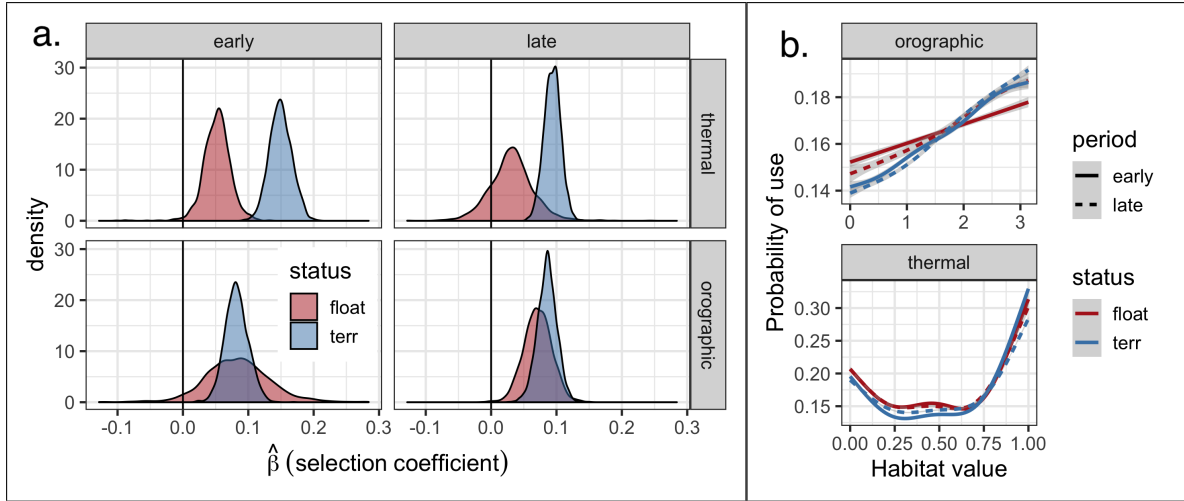 a.
early
late
30
20
10
0
thermal
30
20
10
0
orographic
density
status
float
terr
-0.1 0.0 0.1 0.2 0.3
-0.1 0.0 0.1 0.2 0.3
β̂ (selection coefficient)
b.
orographic
0.18
0.16
0.14
0 1 2 3
thermal
0.30
0.25
0.20
0.15
0.00 0.25 0.50 0.75 1.00
Probability of use
Habitat value
period
early
late
status
float
terr